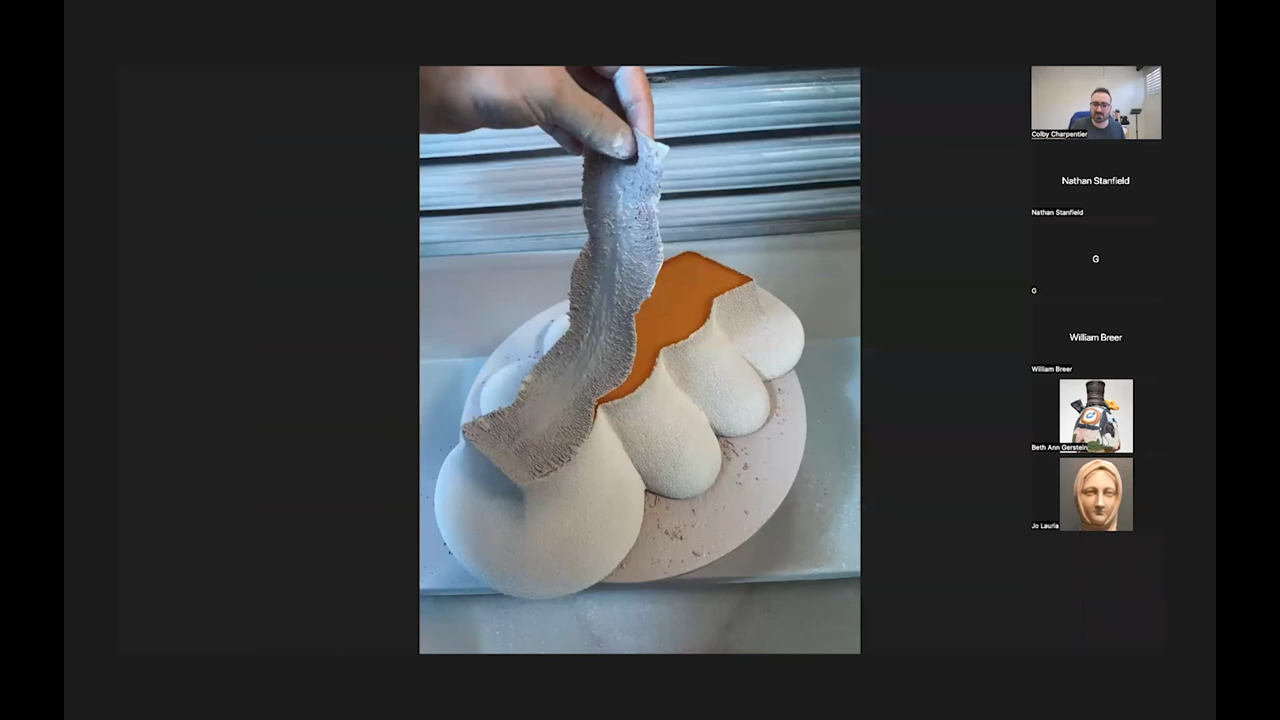 Colby Charpentier
Nathan Stanfield
Nathan Stanfield
G
G
William Breer
William Breer
Beth Ann Gerstein
Jo Lauria